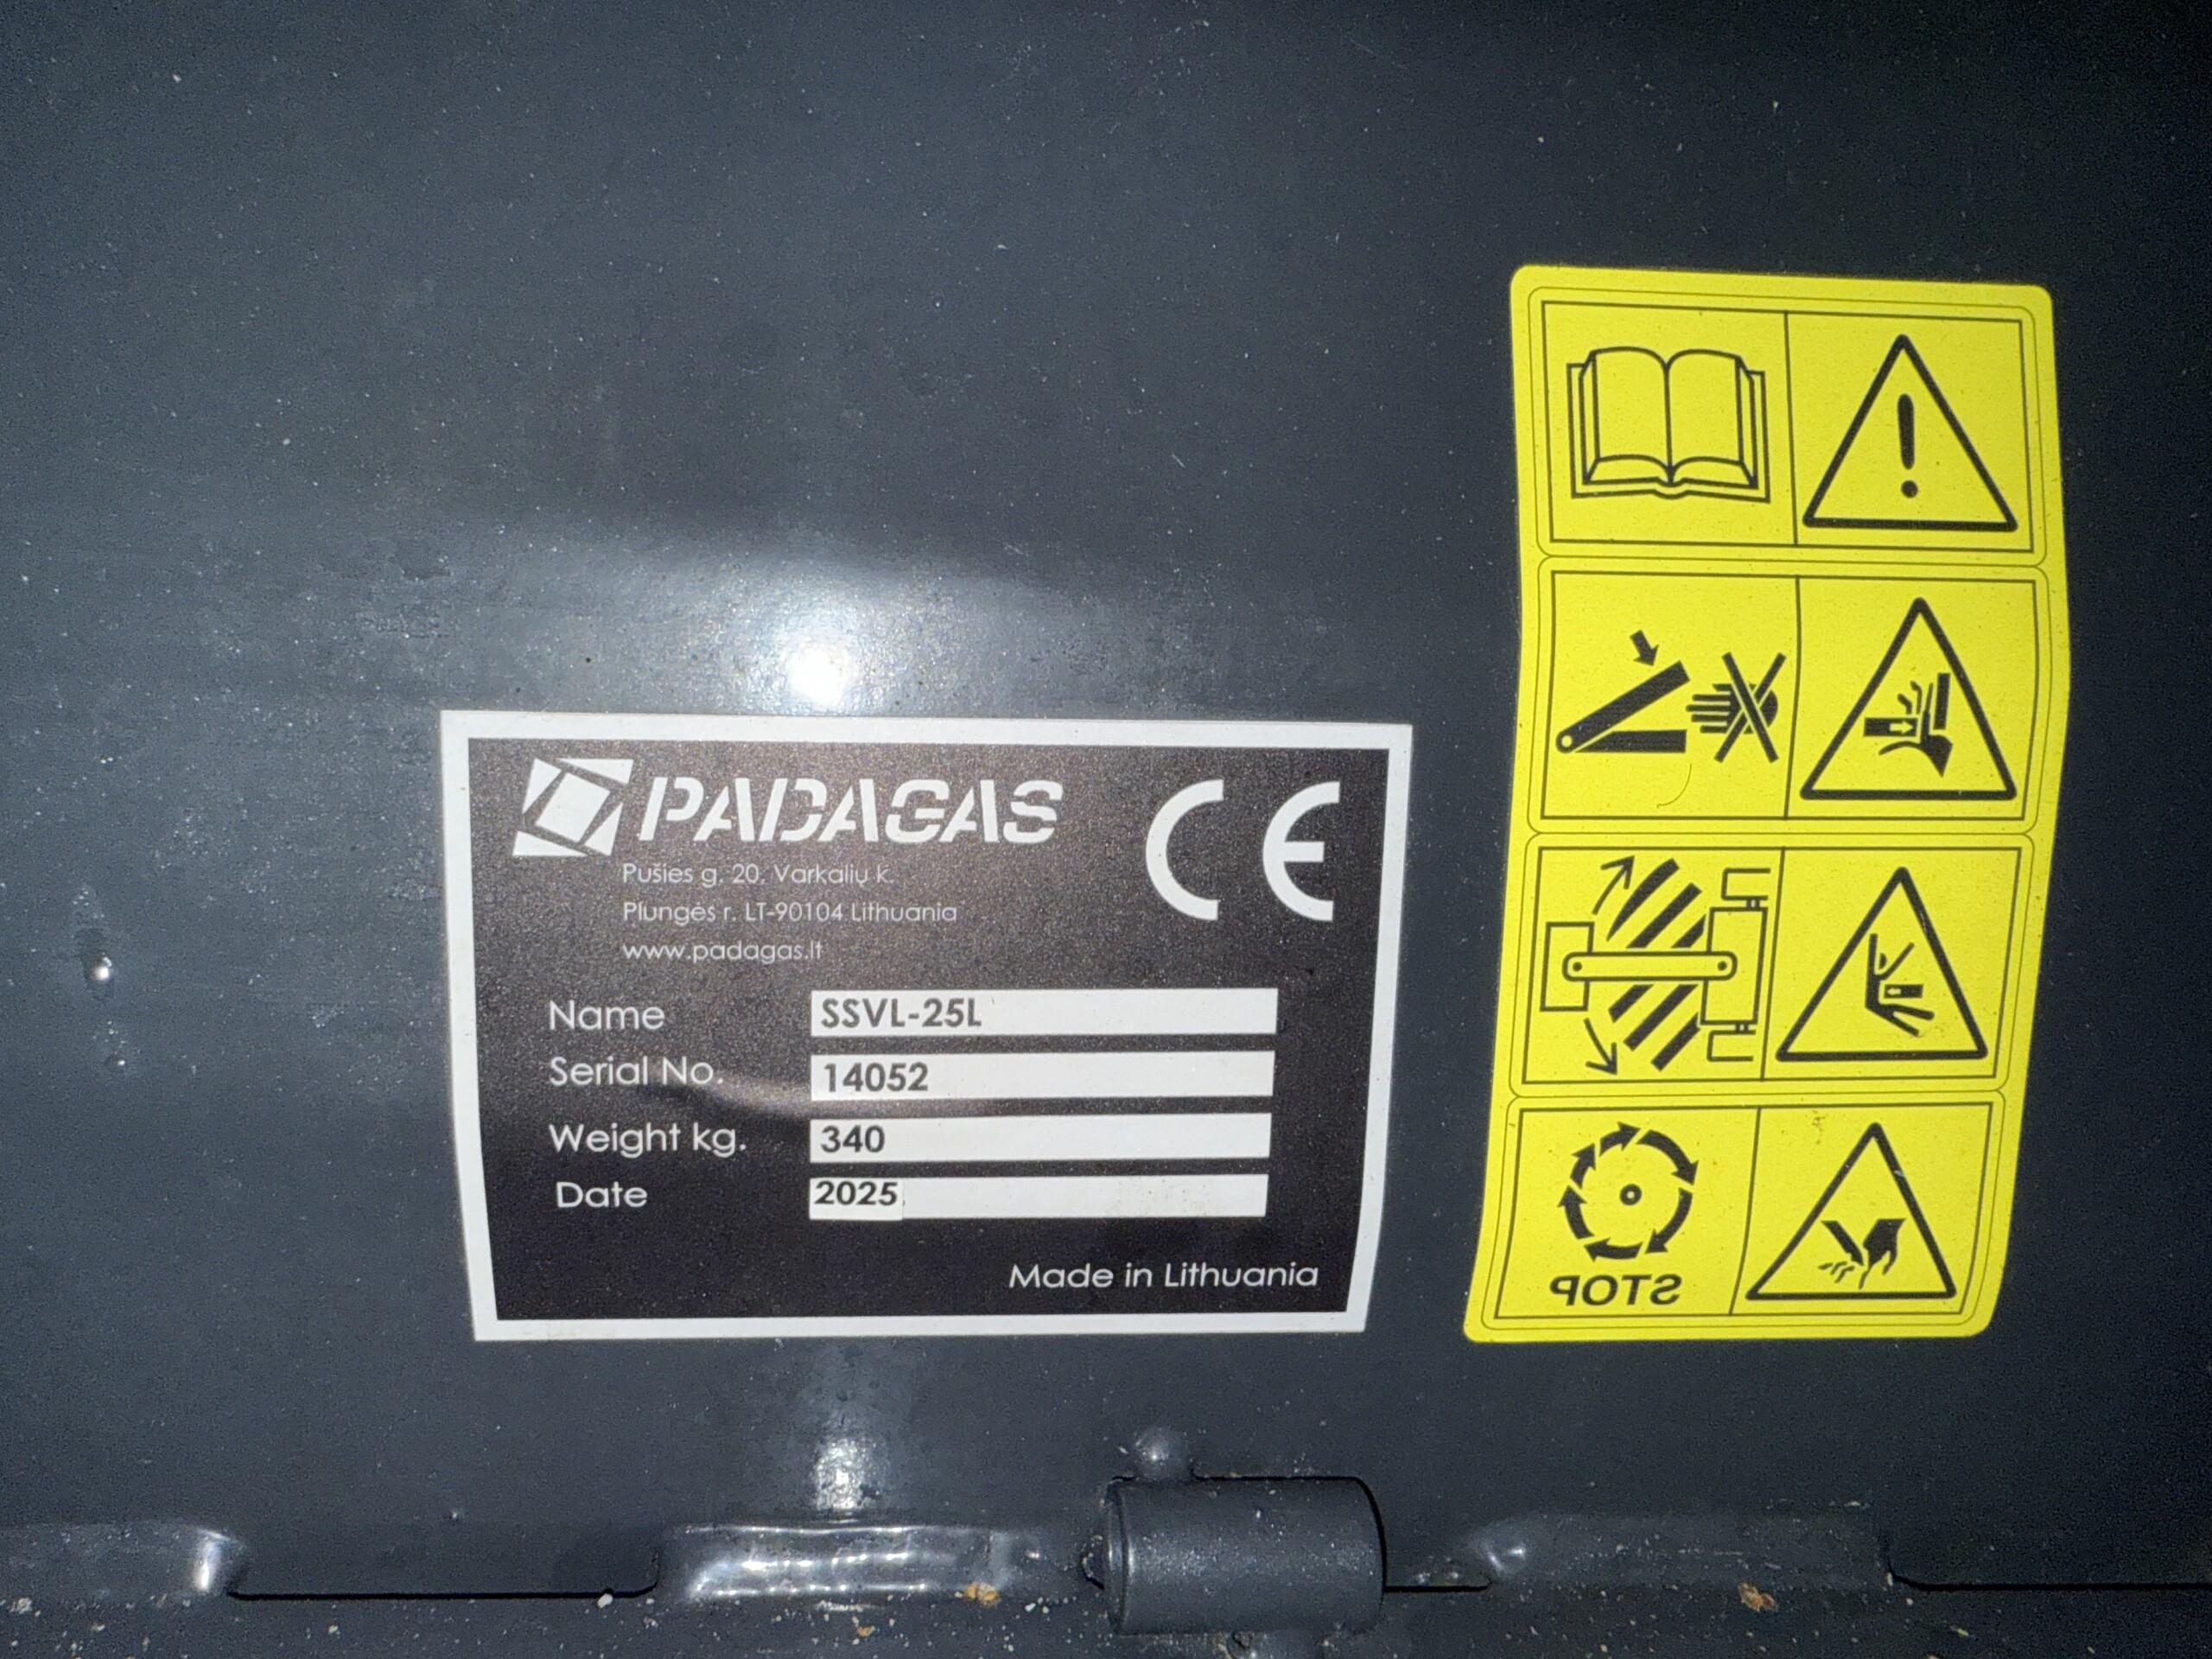 PADAGAS CE
Pušies g. 20, Varkalių k.
Plungės r. LT-90104 Lithuania
www.padagas.lt
Name SSVL-25L
Serial No. 14052
Weight kg. 340
Date 2025
Made in Lithuania
STOP